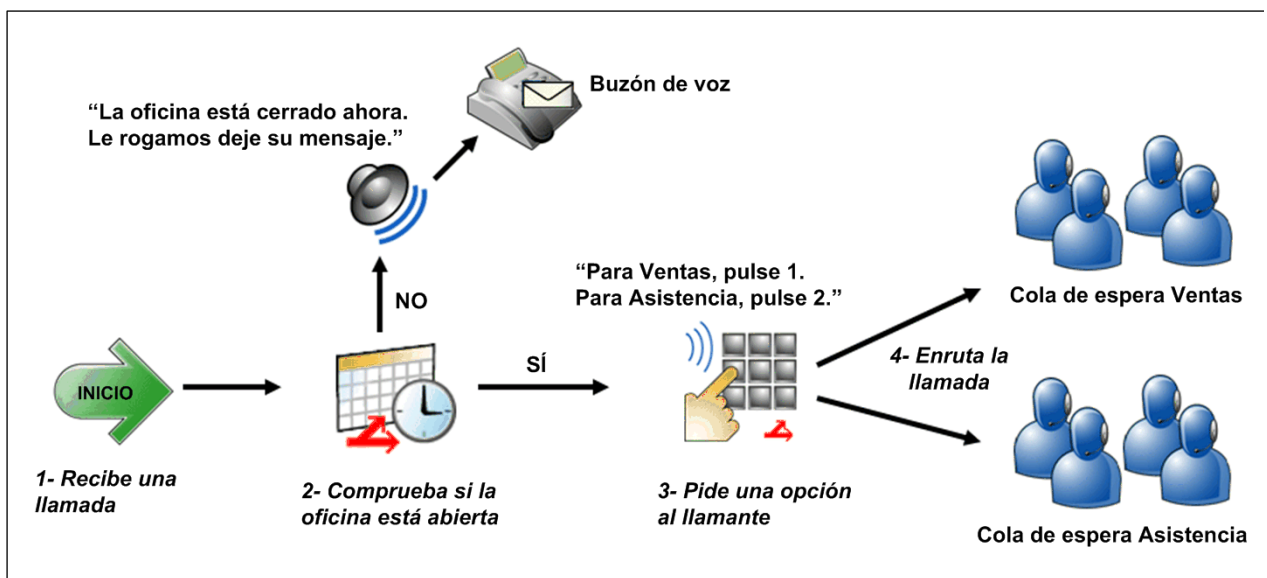 “La oficina está cerrado ahora.
Le rogamos deje su mensaje.”
Buzón de voz
NO
INICIO
1- Recibe una
llamada
2- Comprueba si la
oficina está abierta
SÍ
“Para Ventas, pulse 1.
Para Asistencia, pulse 2.”
3- Pide una opción
al llamante
4- Enruta la
llamada
Cola de espera Ventas
Cola de espera Asistencia